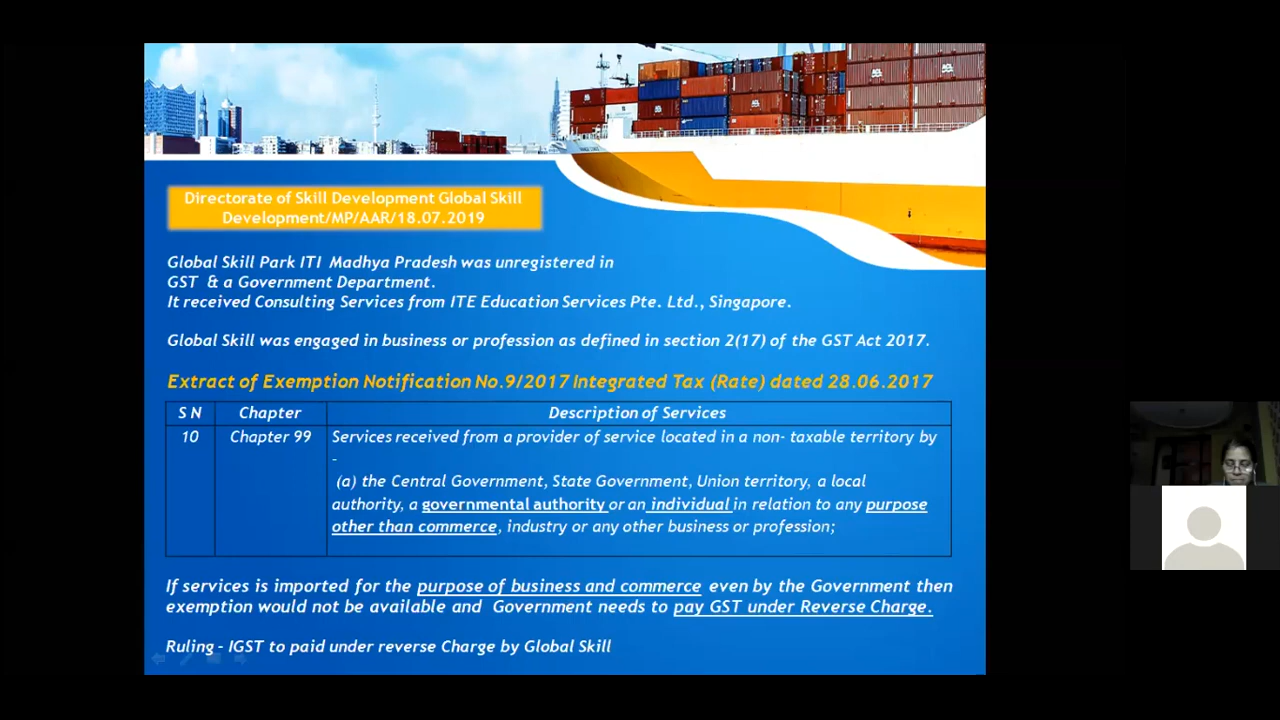 Directorate of Skill Development Global Skill
Development/MP/AAR/18.07.2019
Global Skill Park ITI Madhya Pradesh was unregistered in
GST & a Government Department.
It received Consulting Services from ITE Education Services Pte. Ltd., Singapore.
Global Skill was engaged in business or profession as defined in section 2(17) of the GST Act 2017.
Extract of Exemption Notification No.9/2017 Integrated Tax (Rate) dated 28.06.2017
S N Chapter Description of Services
10 Chapter 99 Services received from a provider of service located in a non- taxable territory by
–
(a) the Central Government, State Government, Union territory, a local
authority, a governmental authority or an individual in relation to any purpose
other than commerce, industry or any other business or profession;
If services is imported for the purpose of business and commerce even by the Government then
exemption would not be available and Government needs to pay GST under Reverse Charge.
Ruling – IGST to paid under reverse Charge by Global Skill